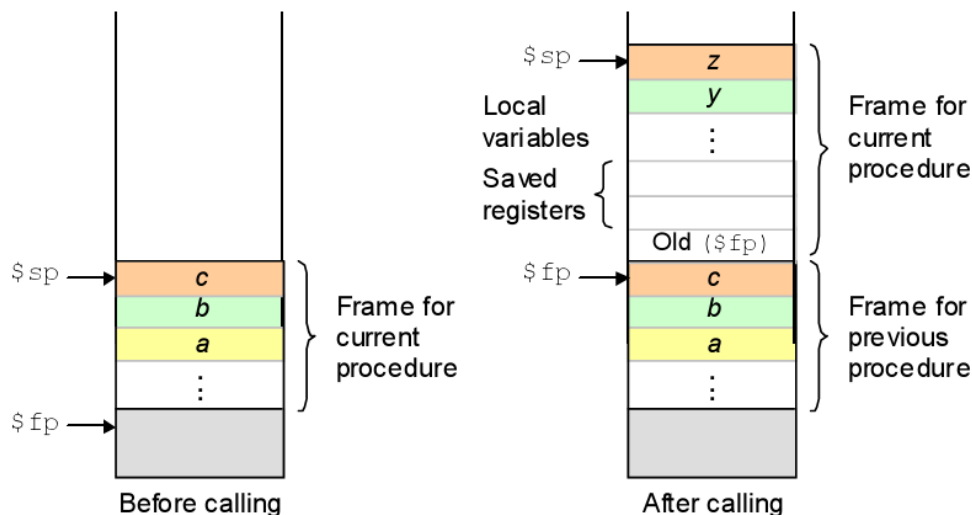 $sp
c
b
a
⋮
$fp
Frame for
current
procedure
Before calling
$sp
z
y
⋮
Local
variables
Saved
registers
Old ($fp)
$fp
c
b
a
⋮
Frame for
current
procedure
Frame for
previous
procedure
After calling